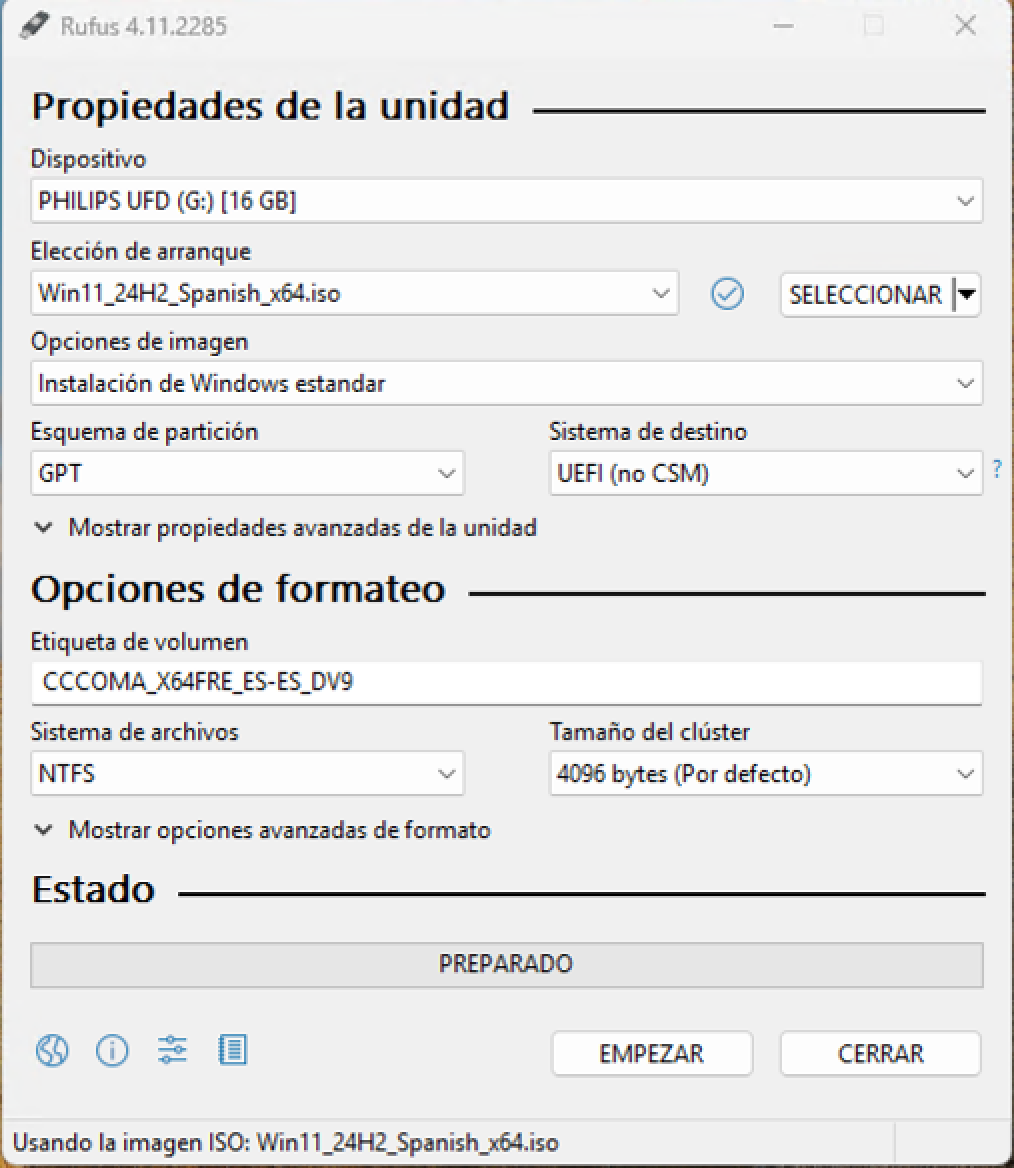 Rufus 4.11.2285
Propiedades de la unidad
Dispositivo
PHILIPS UFD (G:) [16 GB]
Elección de arranque
Win11_24H2_Spanish_x64.iso
SELECCIONAR
Opciones de imagen
Instalación de Windows estandar
Esquema de partición Sistema de destino
GPT UEFI (no CSM) ?
Mostrar propiedades avanzadas de la unidad
Opciones de formateo
Etiqueta de volumen
CCCOMA_X64FRE_ES-ES_DV9
Sistema de archivos Tamaño del clúster
NTFS 4096 bytes (Por defecto)
Mostrar opciones avanzadas de formato
Estado
PREPARADO
EMPEZAR CERRAR
Usando la imagen ISO: Win11_24H2_Spanish_x64.iso